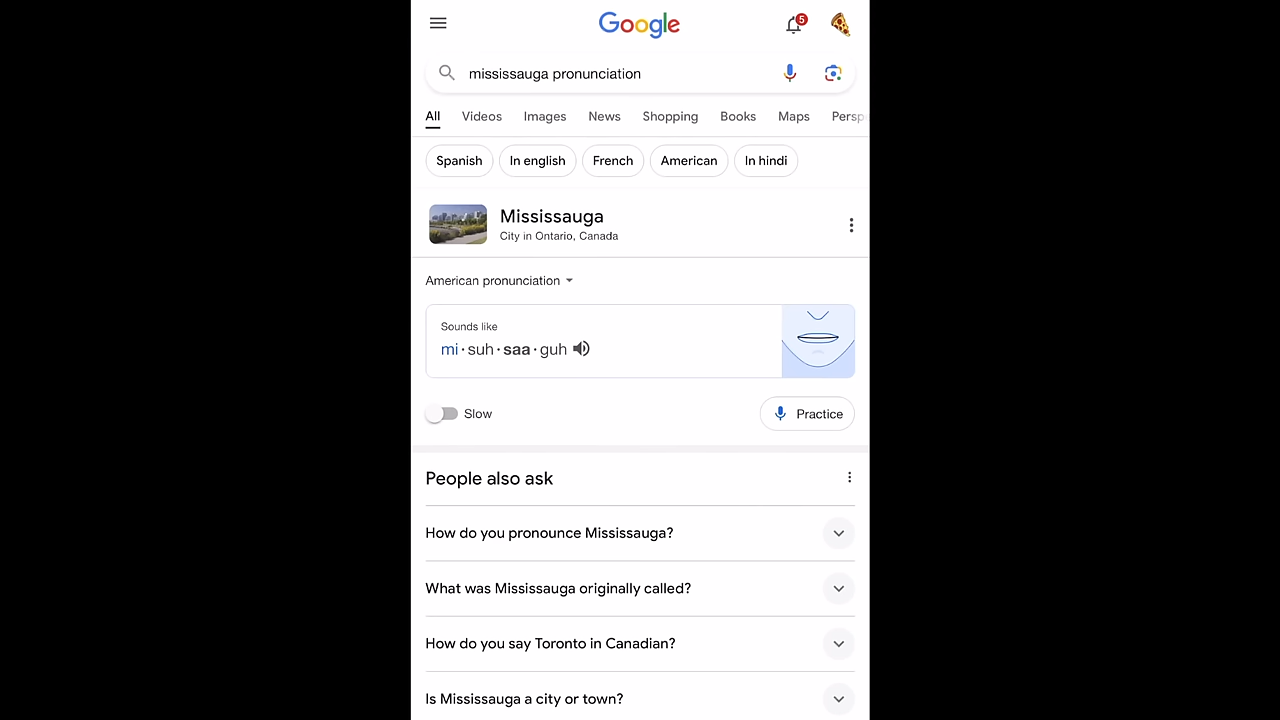 Google
5
mississauga pronunciation
All Videos Images News Shopping Books Maps
Spanish In english French American In hindi
Mississauga
City in Ontario, Canada
American pronunciation
Sounds like
mi · suh · saa · guh
Slow
Practice
People also ask
How do you pronounce Mississauga?
What was Mississauga originally called?
How do you say Toronto in Canadian?
Is Mississauga a city or town?